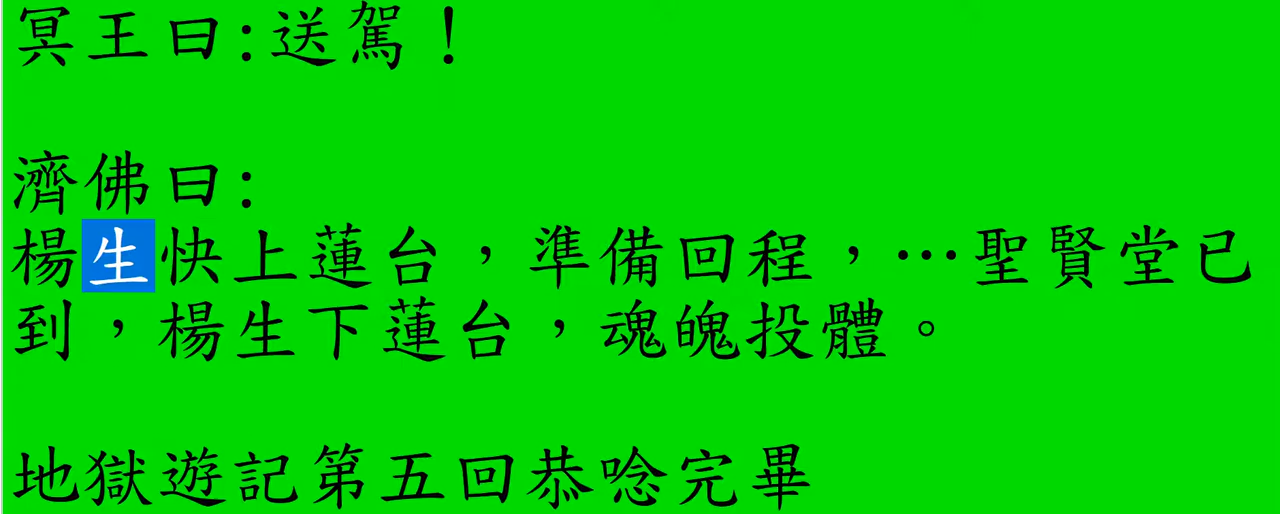 冥王曰:送駕！
濟佛曰:
楊生快上蓮台，準備回程，…聖賢堂已
到，楊生下蓮台，魂魄投體。
地獄遊記第五回恭唸完畢